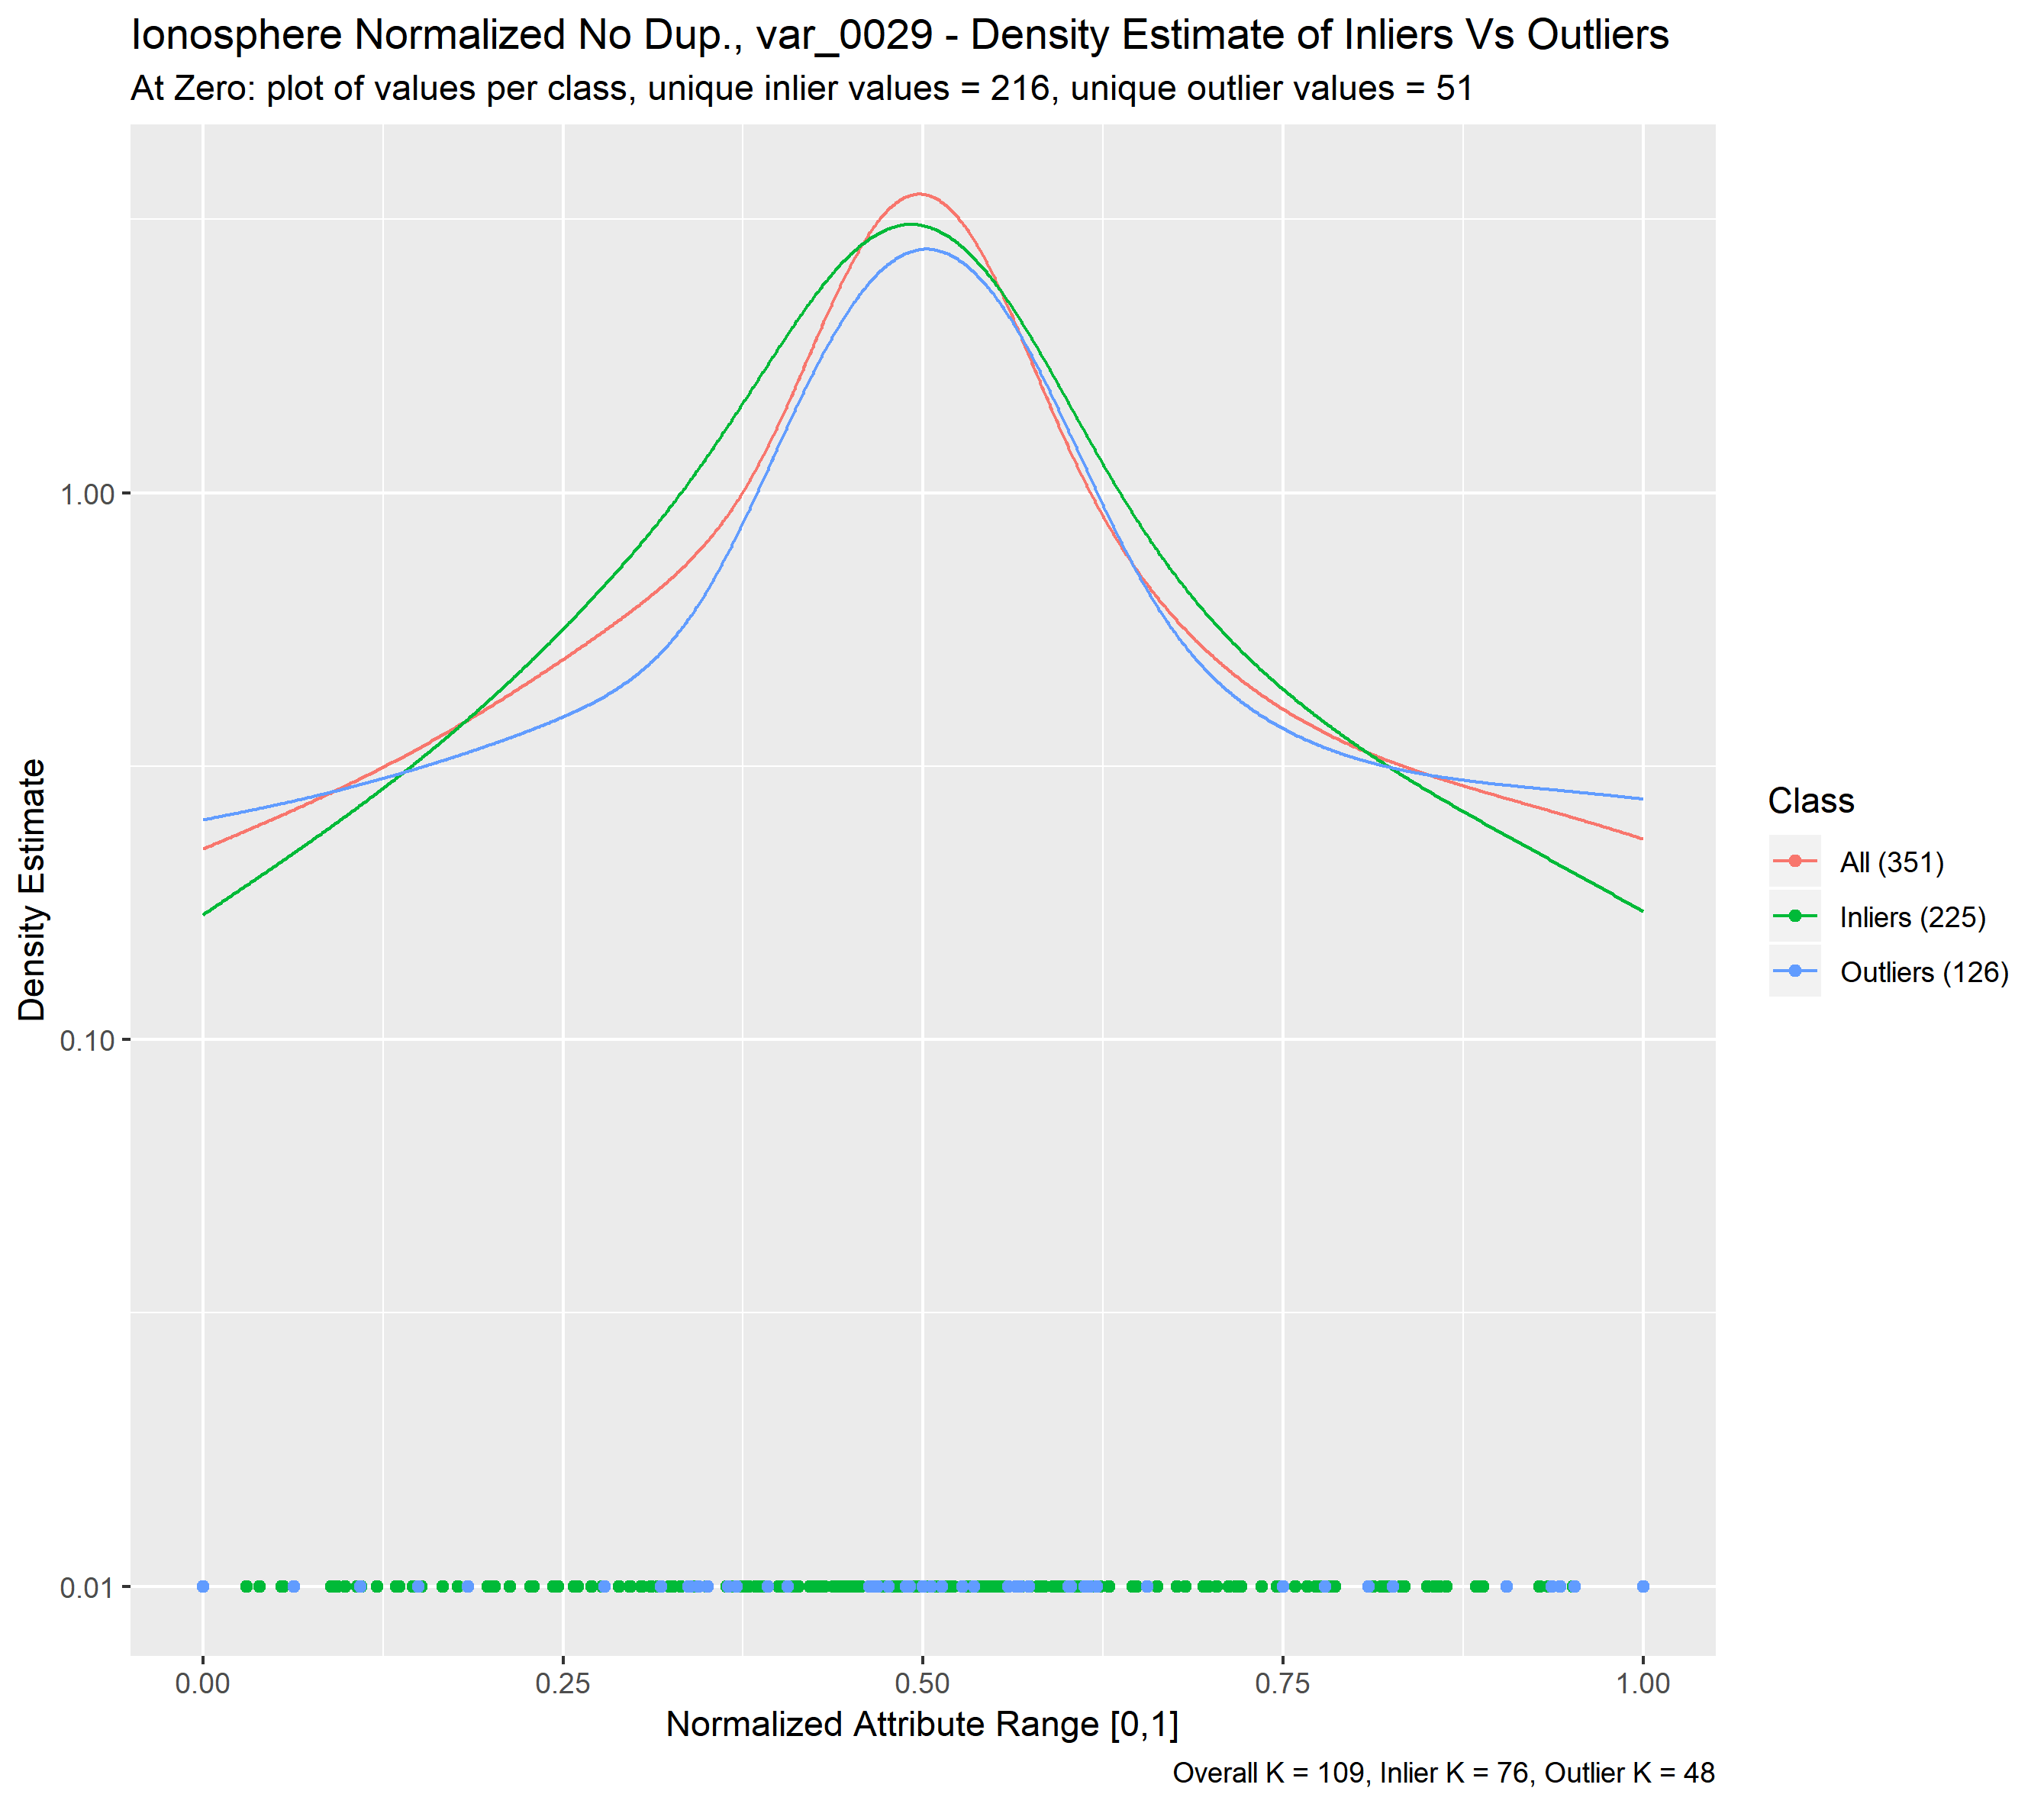 Ionosphere Normalized No Dup., var_0029 - Density Estimate of Inliers Vs Outliers
At Zero: plot of values per class, unique inlier values = 216, unique outlier values = 51
Density Estimate
1.00
0.10
0.01
0.00
0.25
0.50
0.75
1.00
Normalized Attribute Range [0,1]
Class
All (351)
Inliers (225)
Outliers (126)
Overall K = 109, Inlier K = 76, Outlier K = 48